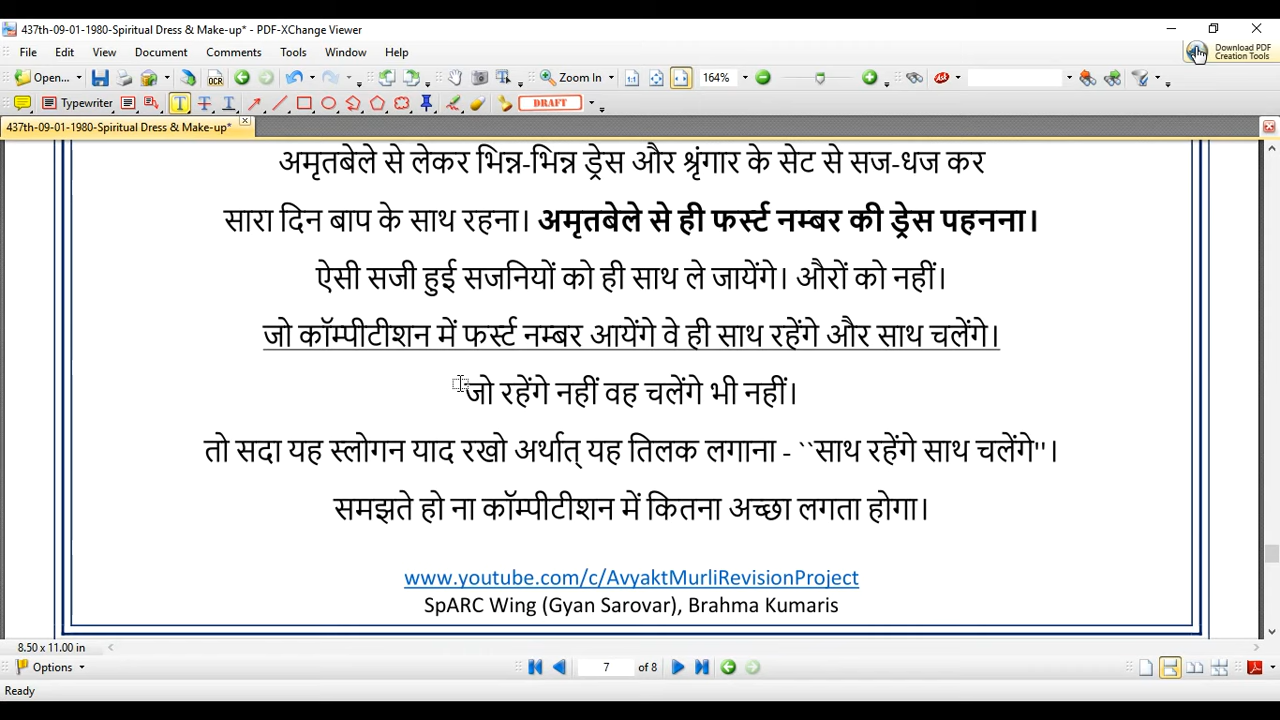 437th-09-01-1980-Spiritual Dress & Make-up* - PDF-XChange Viewer
File Edit View Document Comments Tools Window Help
Download PDF Creation Tools
Open... OCR Zoom In 164%
Typewriter DRAFT
437th-09-01-1980-Spiritual Dress & Make-up*
अमृतबेले से लेकर भिन्न-भिन्न ड्रेस और श्रृंगार के सेट से सज-धज कर
सारा दिन बाप के साथ रहना। अमृतबेले से ही फर्स्ट नम्बर की ड्रेस पहनना।
ऐसी सजी हुई सजनियों को ही साथ ले जायेंगे। औरों को नहीं।
जो कॉम्पीटीशन में फर्स्ट नम्बर आयेंगे वे ही साथ रहेंगे और साथ चलेंगे।
जो रहेंगे नहीं वह चलेंगे भी नहीं।
तो सदा यह स्लोगन याद रखो अर्थात् यह तिलक लगाना - ``साथ रहेंगे साथ चलेंगे''।
समझते हो ना कॉम्पीटीशन में कितना अच्छा लगता होगा।
www.youtube.com/c/AvyaktMurliRevisionProject
SpARC Wing (Gyan Sarovar), Brahma Kumaris
8.50 x 11.00 in
Options 7 of 8
Ready